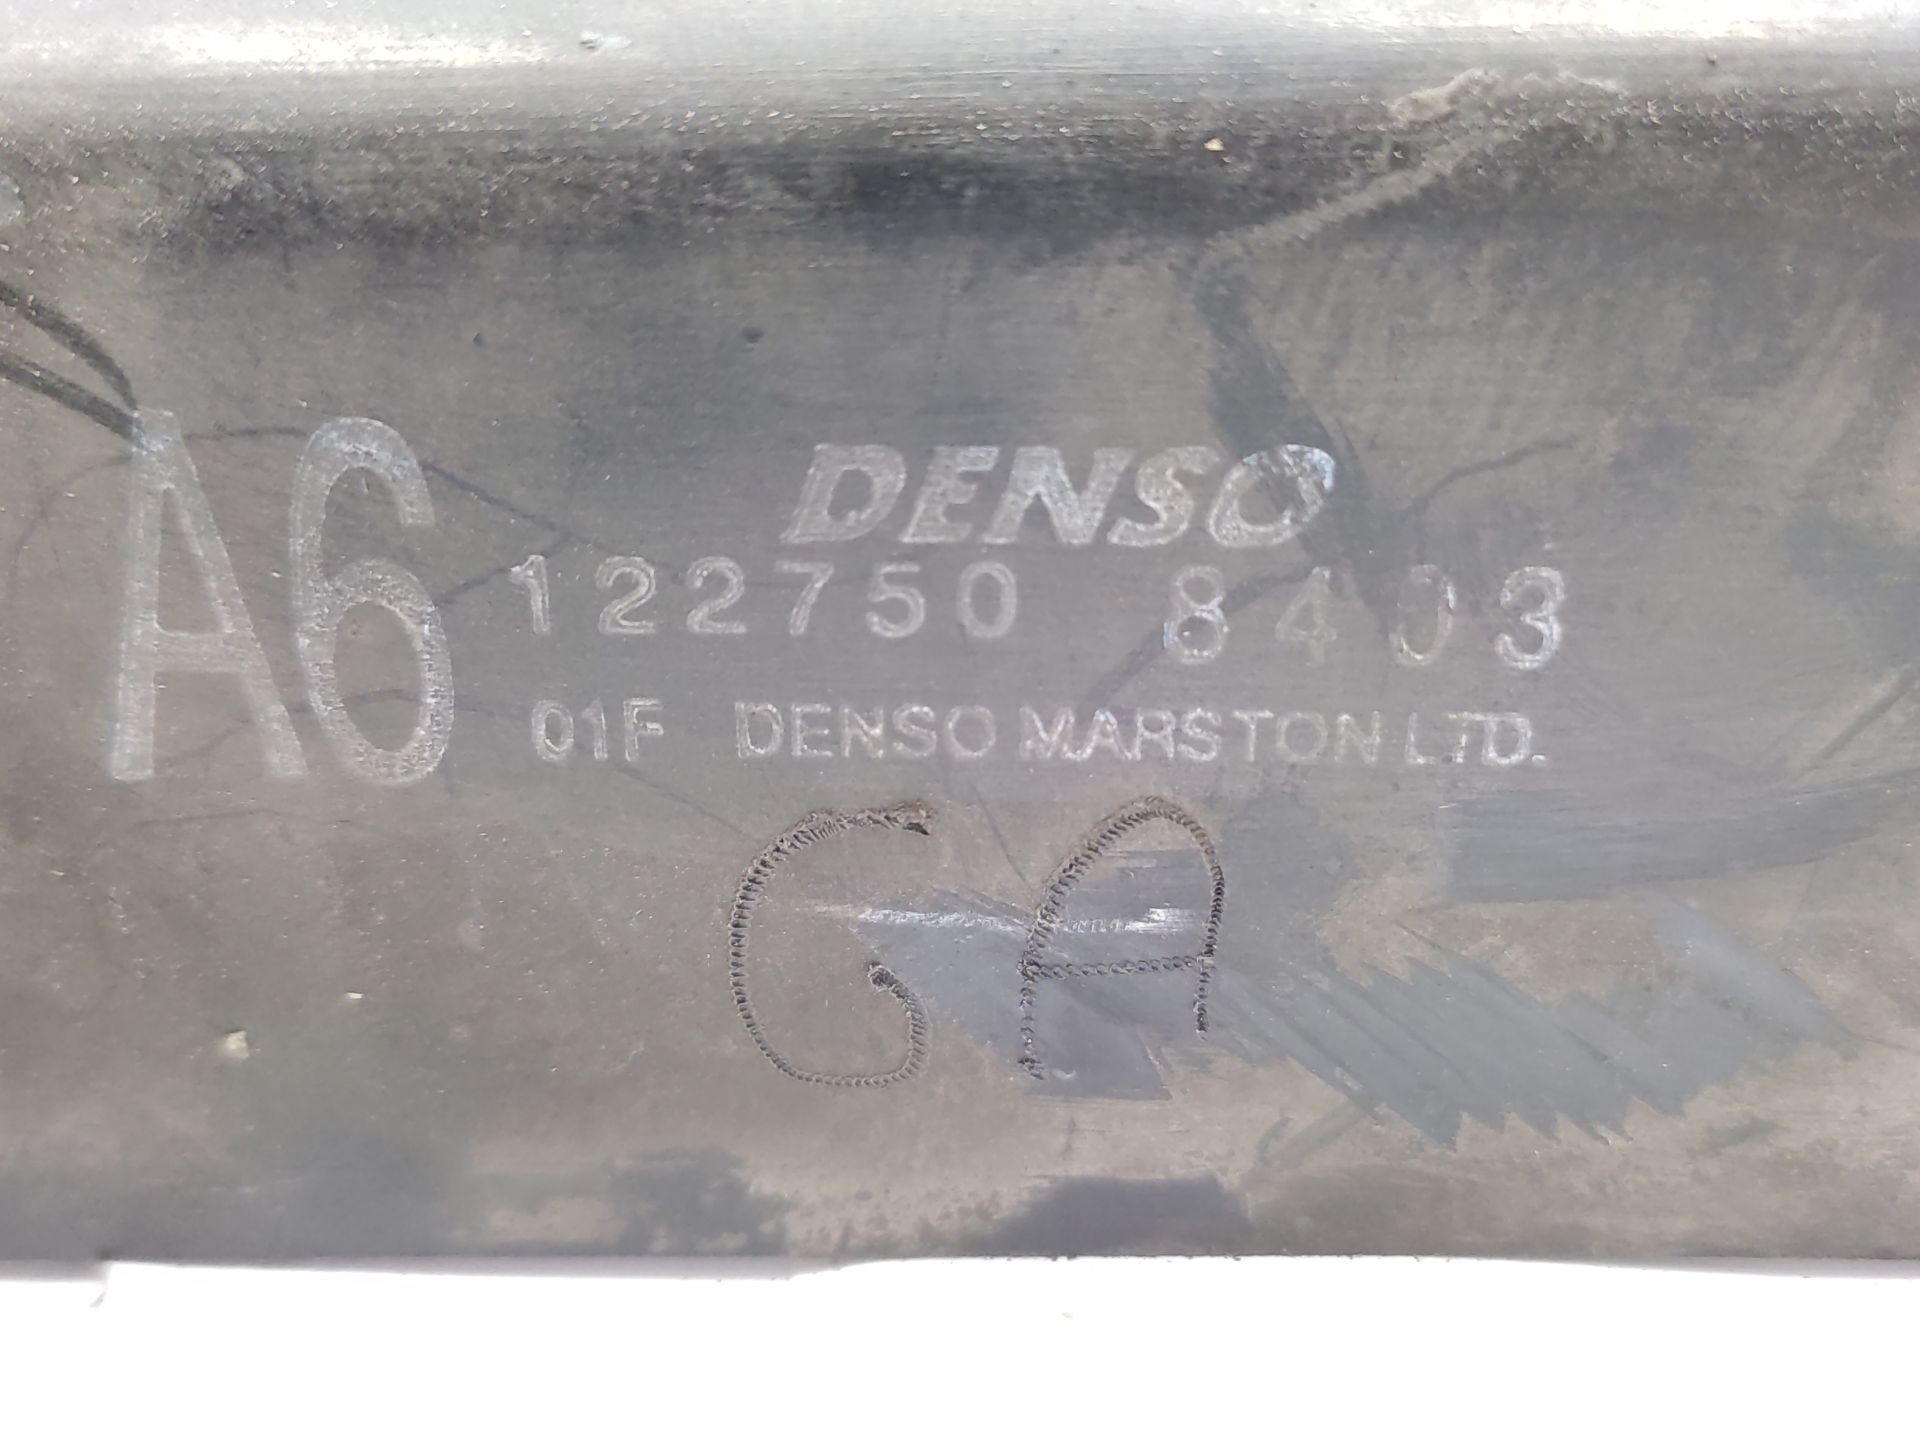 DENSO
A6 122750 8403
01F DENSO MARSTON LTD.
GA